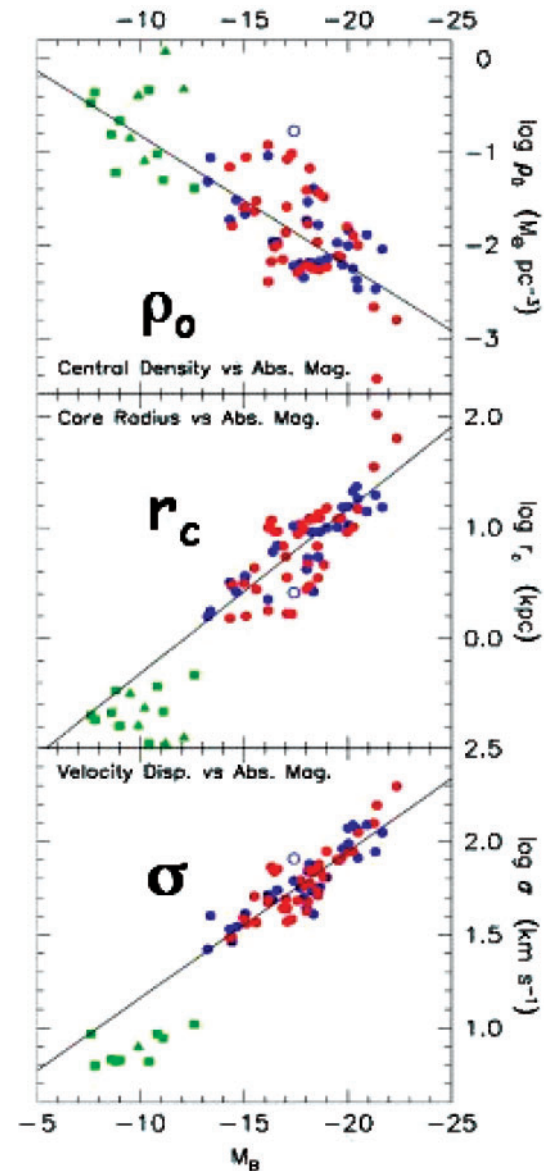 −10 −15 −20 −25
0
−1
−2
−3
log ρ₀ (M⊙ pc⁻³)
ρ₀
Central Density vs Abs. Mag.
Core Radius vs Abs. Mag.
2.0
1.0
0.0
log r_c (kpc)
r_c
2.5
Velocity Disp. vs Abs. Mag.
2.0
1.5
1.0
log σ (km s⁻¹)
σ
−5 −10 −15 −20 −25
M_B